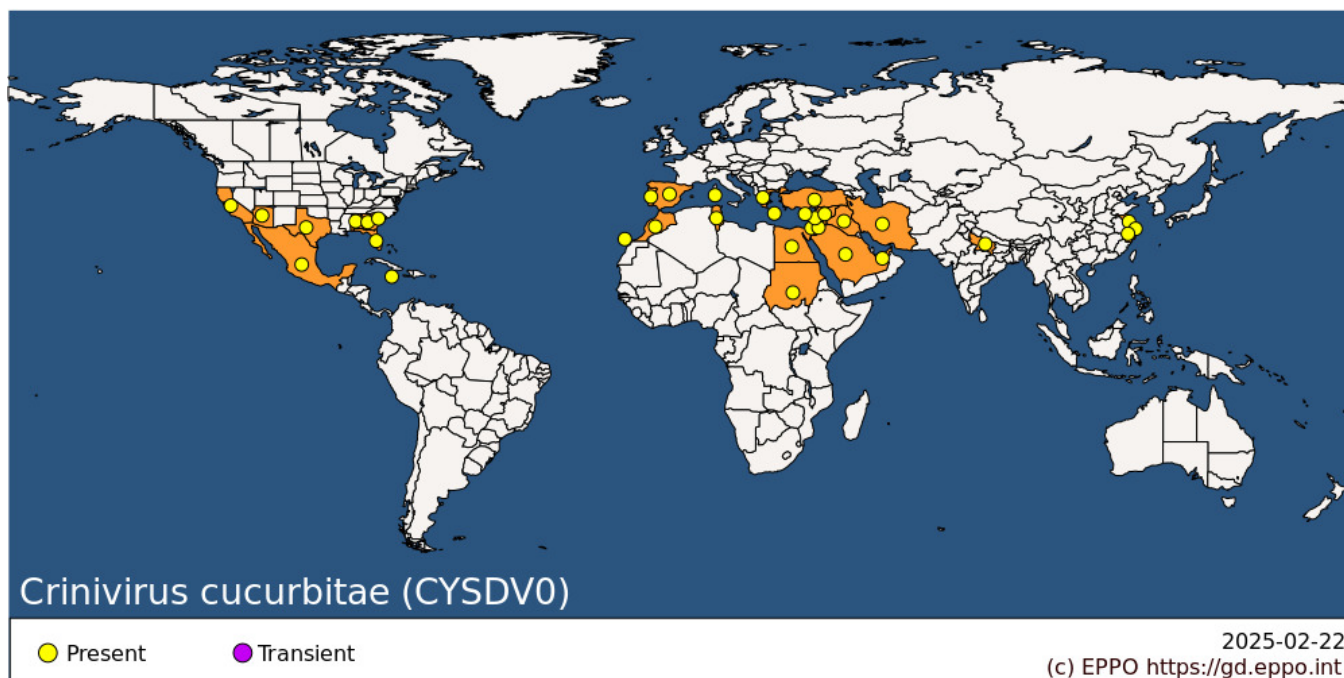 Crinivirus cucurbitae (CYSDV0)
Present
Transient
2025-02-22
(c) EPPO https://gd.eppo.int